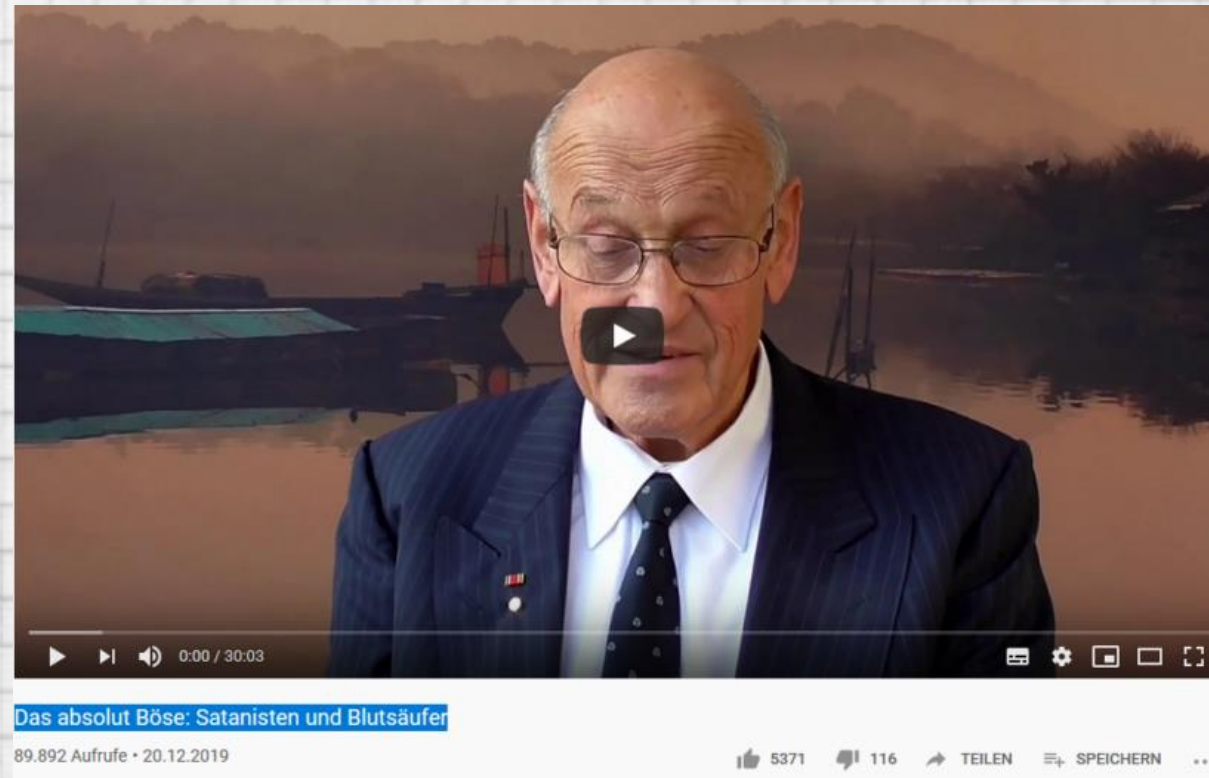 0:00 / 30:03
Das absolut Böse: Satanisten und Blutsäufer
89.892 Aufrufe • 20.12.2019
5371 116 TEILEN SPEICHERN